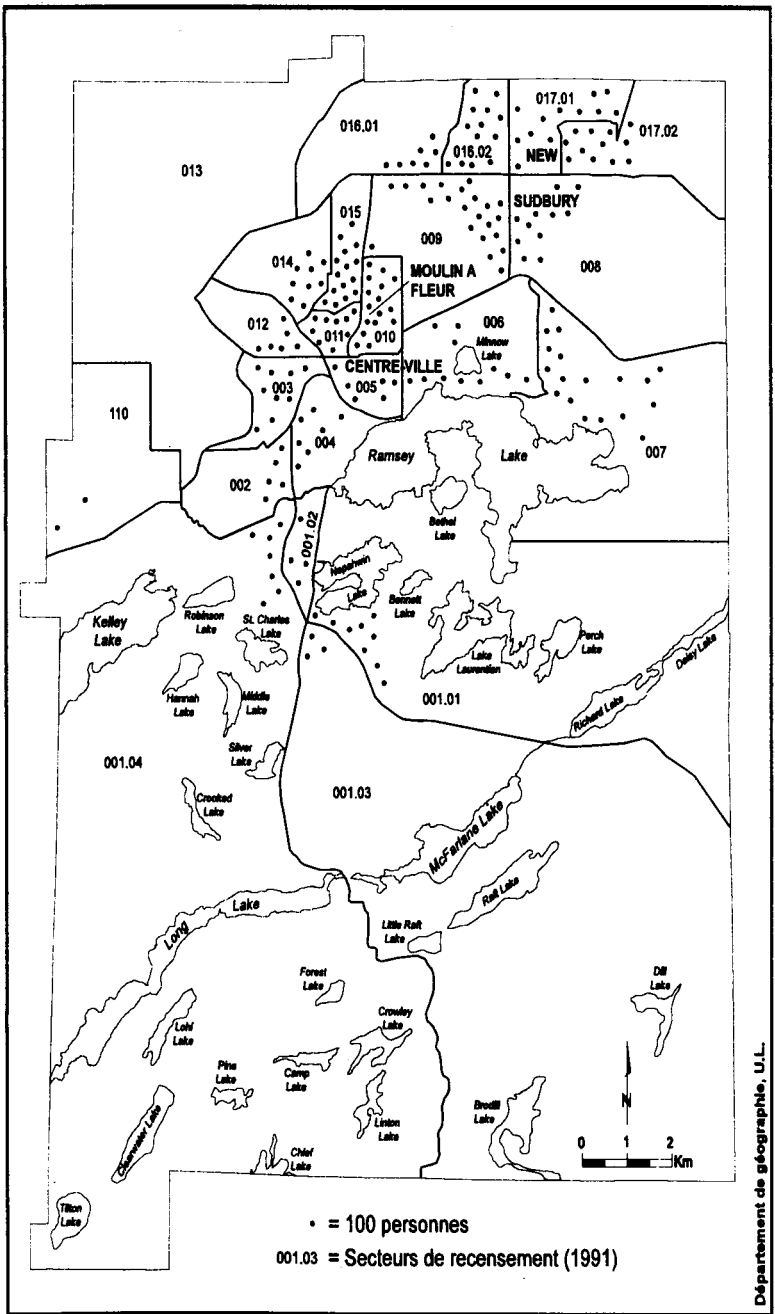 017.01
016.01
017.02
016.02
NEW
013
SUDBURY
015
009
014
008
MOULIN A
FLEUR
012
006
011
010
Minnow
Lake
CENTRE-VILLE
003
005
110
004
007
Ramsey
Lake
002
Bethel
Lake
001.02
Nepahwin
Lake
Bennett
Lake
Robinson
Lake
Kelley
Lake
St. Charles
Lake
Perch
Lake
Lake
Laurentien
Daisy Lake
Hannah
Lake
Middle
Lake
001.01
Richard Lake
Silver
Lake
001.04
001.03
Crooked
Lake
McFarlane Lake
Raft Lake
Long
Lake
Little Raft
Lake
Forest
Lake
Dill
Lake
Crowley
Lake
Lohi
Lake
Pine
Lake
Camp
Lake
N
Linton
Lake
Brodill
Lake
Clearwater Lake
0 1 2
Km
Chief
Lake
Tilton
Lake
• = 100 personnes
001.03 = Secteurs de recensement (1991)
Département de géographie, U.L.